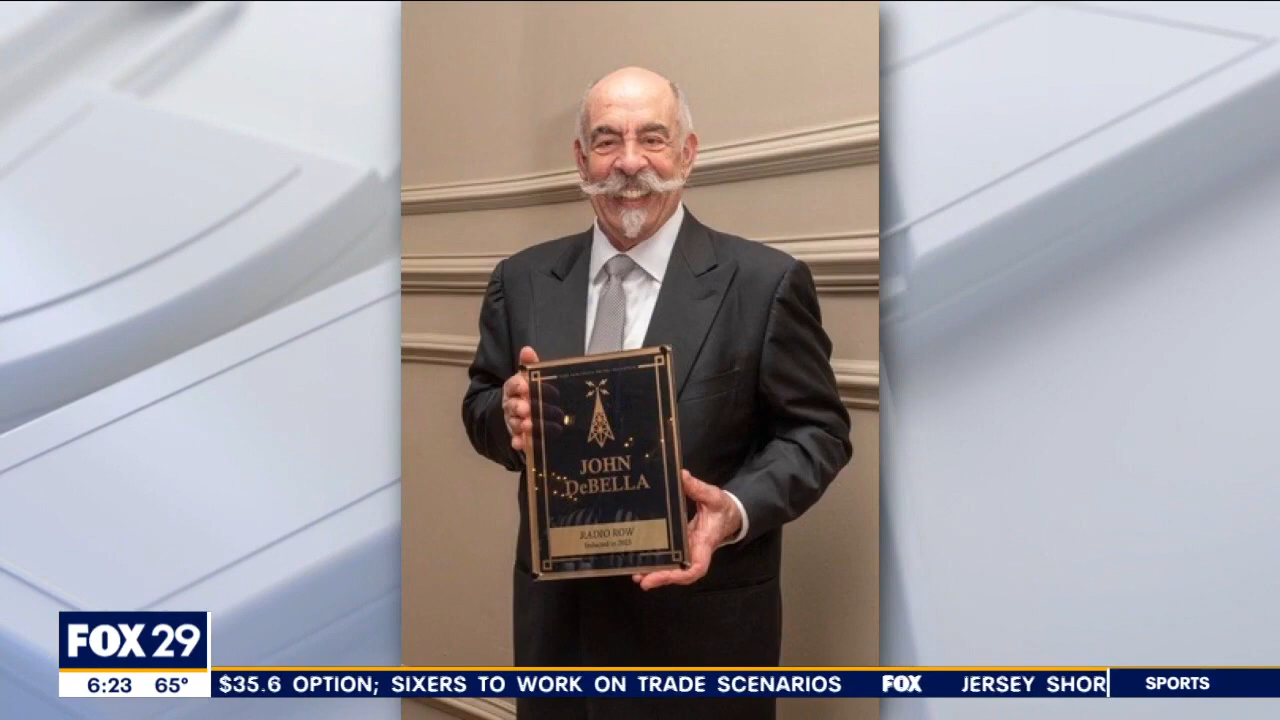 JOHN
DeBELLA
RADIO ROW
FOX 29
6:23 65°
$35.6 OPTION; SIXERS TO WORK ON TRADE SCENARIOS FOX JERSEY SHOR
SPORTS